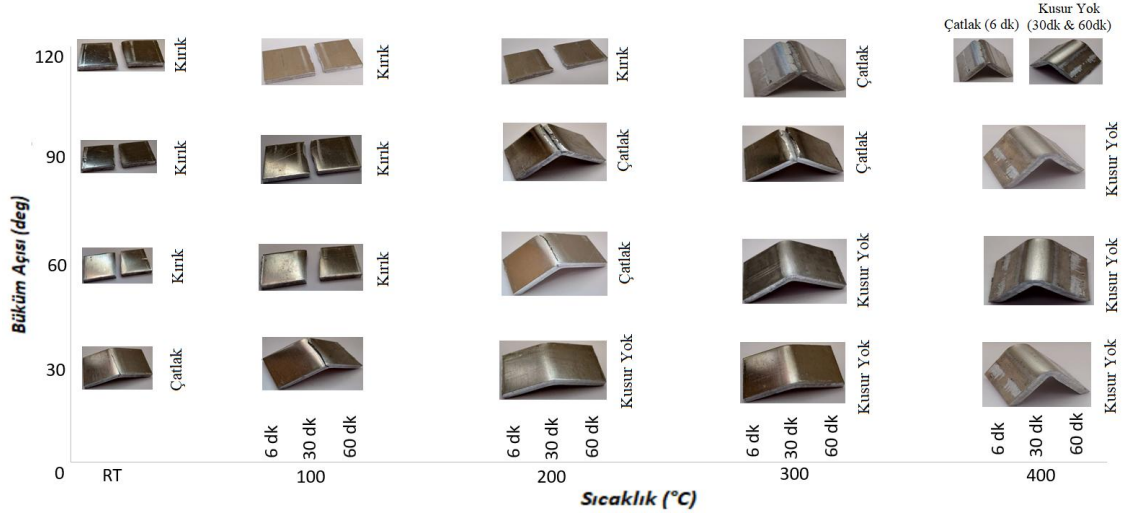 Çatlak (6 dk)
Kusur Yok
(30dk & 60dk)
120
Kırık
Kırık
Kırık
Çatlak
90
Kırık
Kırık
Çatlak
Çatlak
Kusur Yok
60
Kırık
Kırık
Çatlak
Kusur Yok
Kusur Yok
30
Çatlak
Çatlak
Kusur Yok
Kusur Yok
Kusur Yok
Büküm Açısı (deg)
6 dk
30 dk
60 dk
6 dk
30 dk
60 dk
6 dk
30 dk
60 dk
6 dk
30 dk
60 dk
0
RT
100
200
300
400
Sıcaklık (°C)